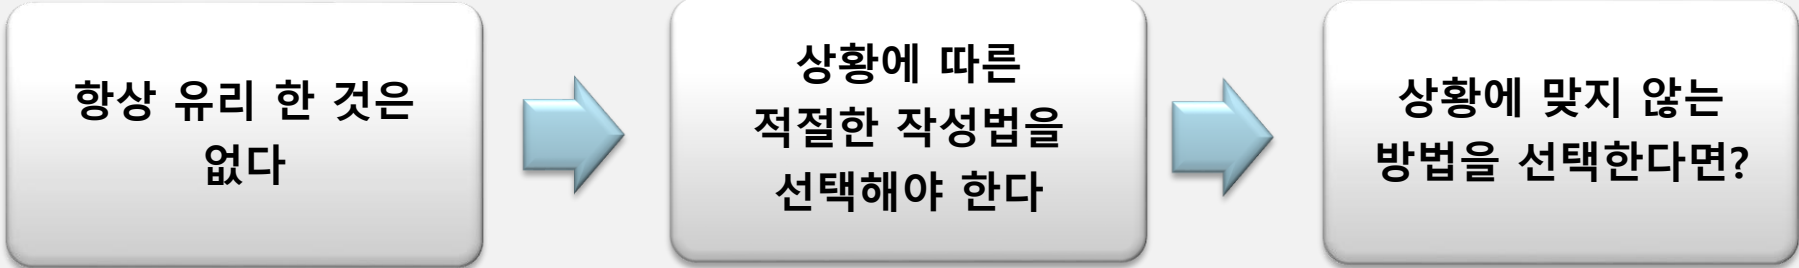 항상 유리 한 것은
없다
상황에 따른
적절한 작성법을
선택해야 한다
상황에 맞지 않는
방법을 선택한다면?